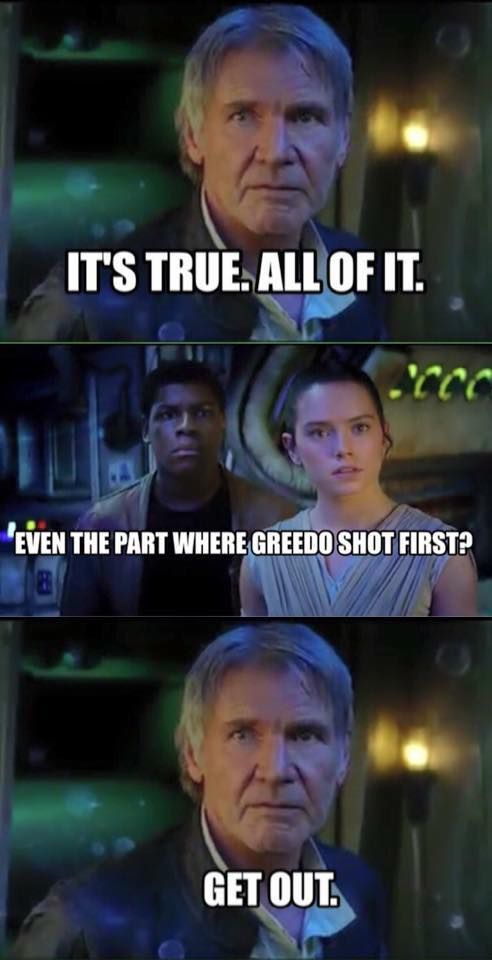 IT'S TRUE. ALL OF IT.
EVEN THE PART WHERE GREEDO SHOT FIRST?
GET OUT.